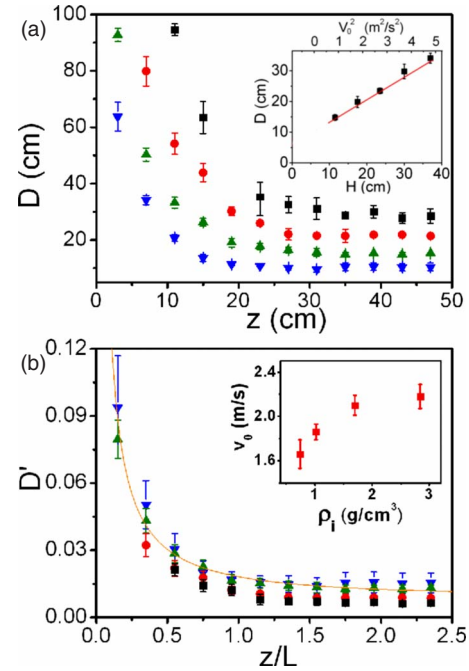 (a)
100
80
60
40
20
D (cm)
0 10 20 30 40 50
z (cm)
V₀² (m²/s²)
0 1 2 3 4 5
30
20
10
D (cm)
0 10 20 30 40
H (cm)
(b)
0.12
0.09
0.06
0.03
0.00
D'
0.0 0.5 1.0 1.5 2.0 2.5
z/L
2.4
2.0
1.6
v₀ (m/s)
1 2 3
ρᵢ (g/cm³)